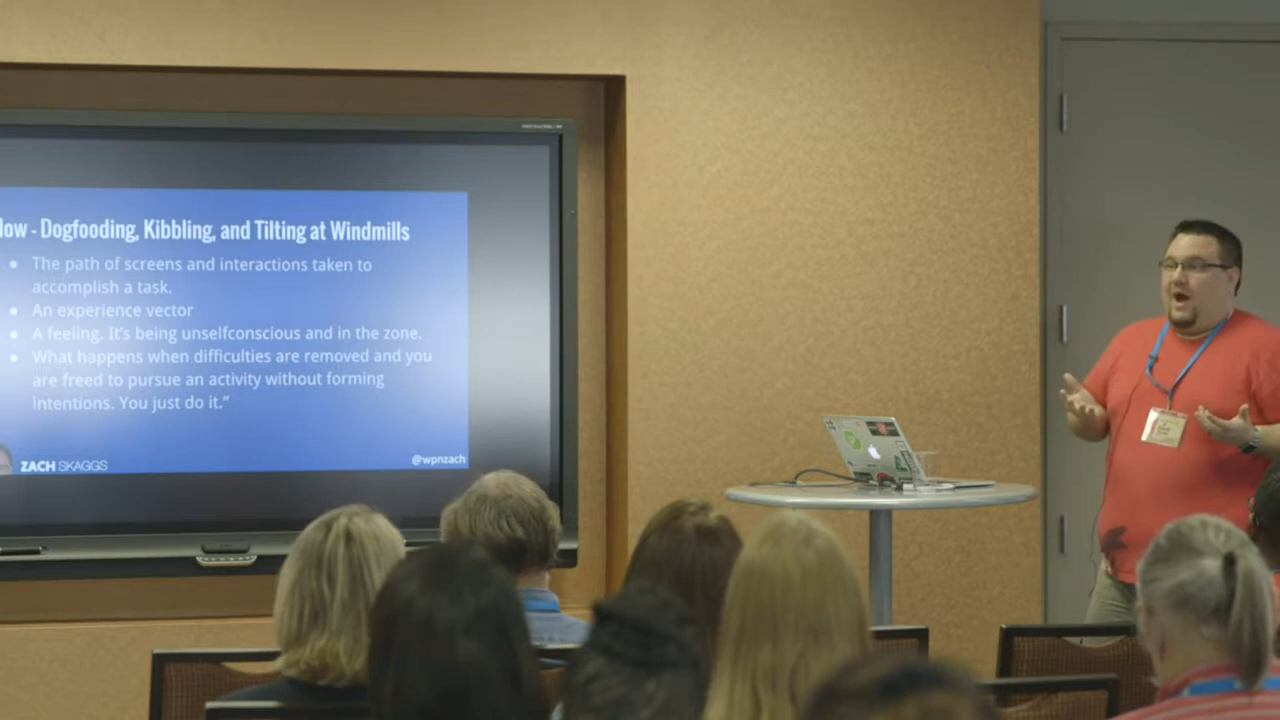 low - Dogfooding, Kibbling, and Tilting at Windmills
• The path of screens and interactions taken to
accomplish a task.
• An experience vector
• A feeling. It's being unselfconscious and in the zone.
• What happens when difficulties are removed and you
are freed to pursue an activity without forming
intentions. You just do it.”
ZACH SKAGGS
@wpnzach